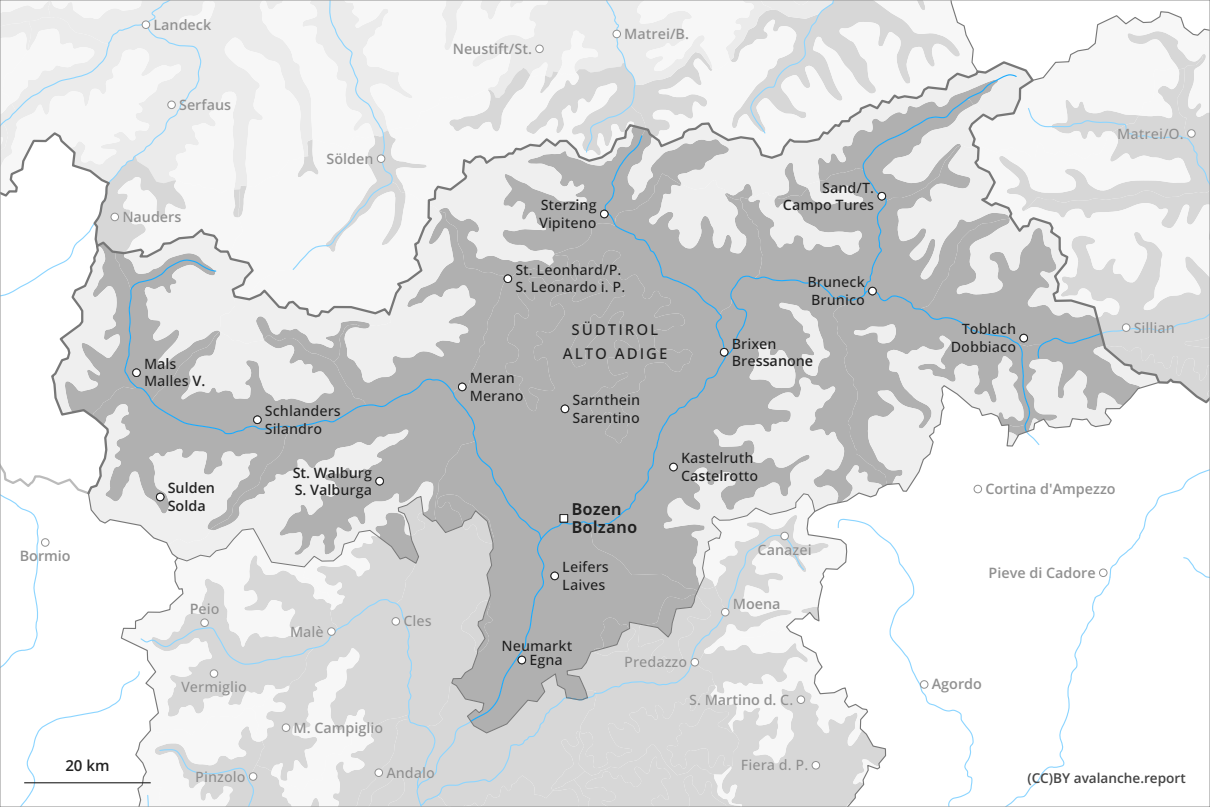 Landeck
Matrei/B.
Neustift/St.
Serfaus
Matrei/O.
Sölden
Sand/T.
Campo Tures
Sterzing
Vipiteno
Nauders
St. Leonhard/P.
S. Leonardo i. P.
Bruneck
Brunico
SÜDTIROL
ALTO ADIGE
Toblach
Dobbiaco
Sillian
Brixen
Bressanone
Mals
Malles V.
Meran
Merano
Sarnthein
Sarentino
Schlanders
Silandro
Kastelruth
Castelrotto
St. Walburg
S. Valburga
Sulden
Solda
Cortina d'Ampezzo
Bozen
Bolzano
Bormio
Canazei
Leifers
Laives
Pieve di Cadore
Peio
Moena
Malè
Cles
Neumarkt
Egna
Predazzo
Vermiglio
Agordo
S. Martino d. C.
M. Campiglio
Fiera d. P.
Andalo
Pinzolo
20 km
(CC)BY avalanche.report